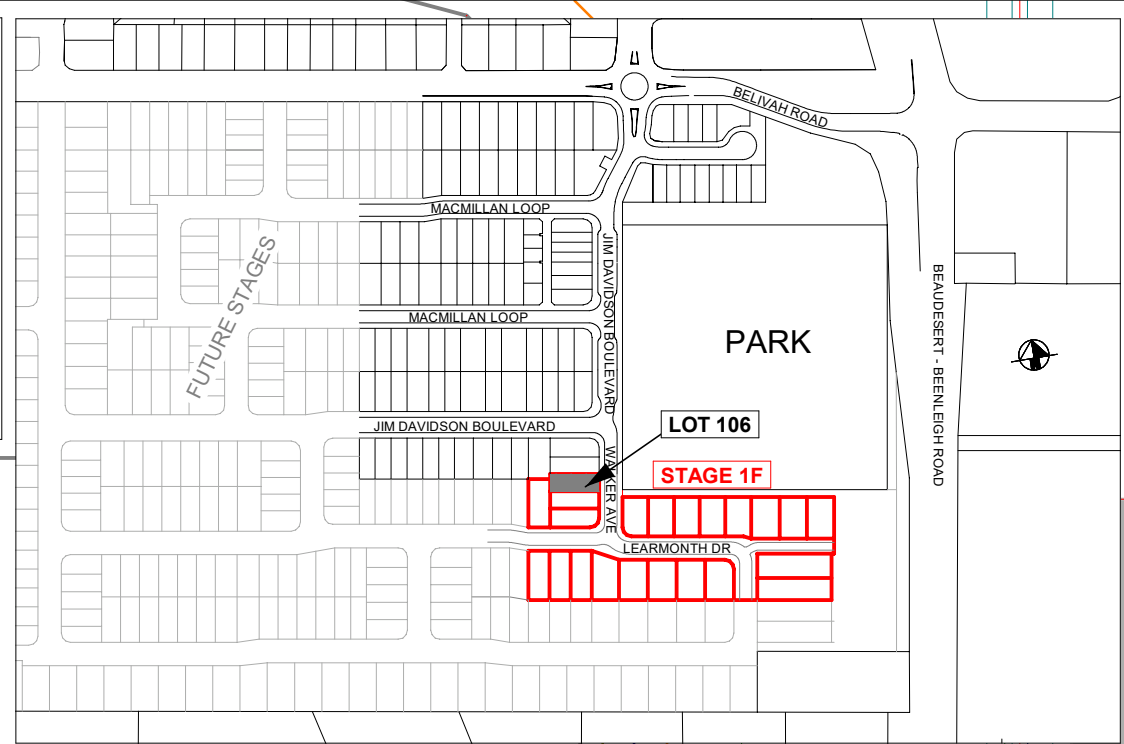 BELIVAH ROAD
MACMILLAN LOOP
JIM DAVIDSON BOULEVARD
FUTURE STAGES
MACMILLAN LOOP
PARK
BEAUDESERT - BEENLEIGH ROAD
JIM DAVIDSON BOULEVARD
LOT 106
WALKER AVE
STAGE 1F
LEARMONTH DR